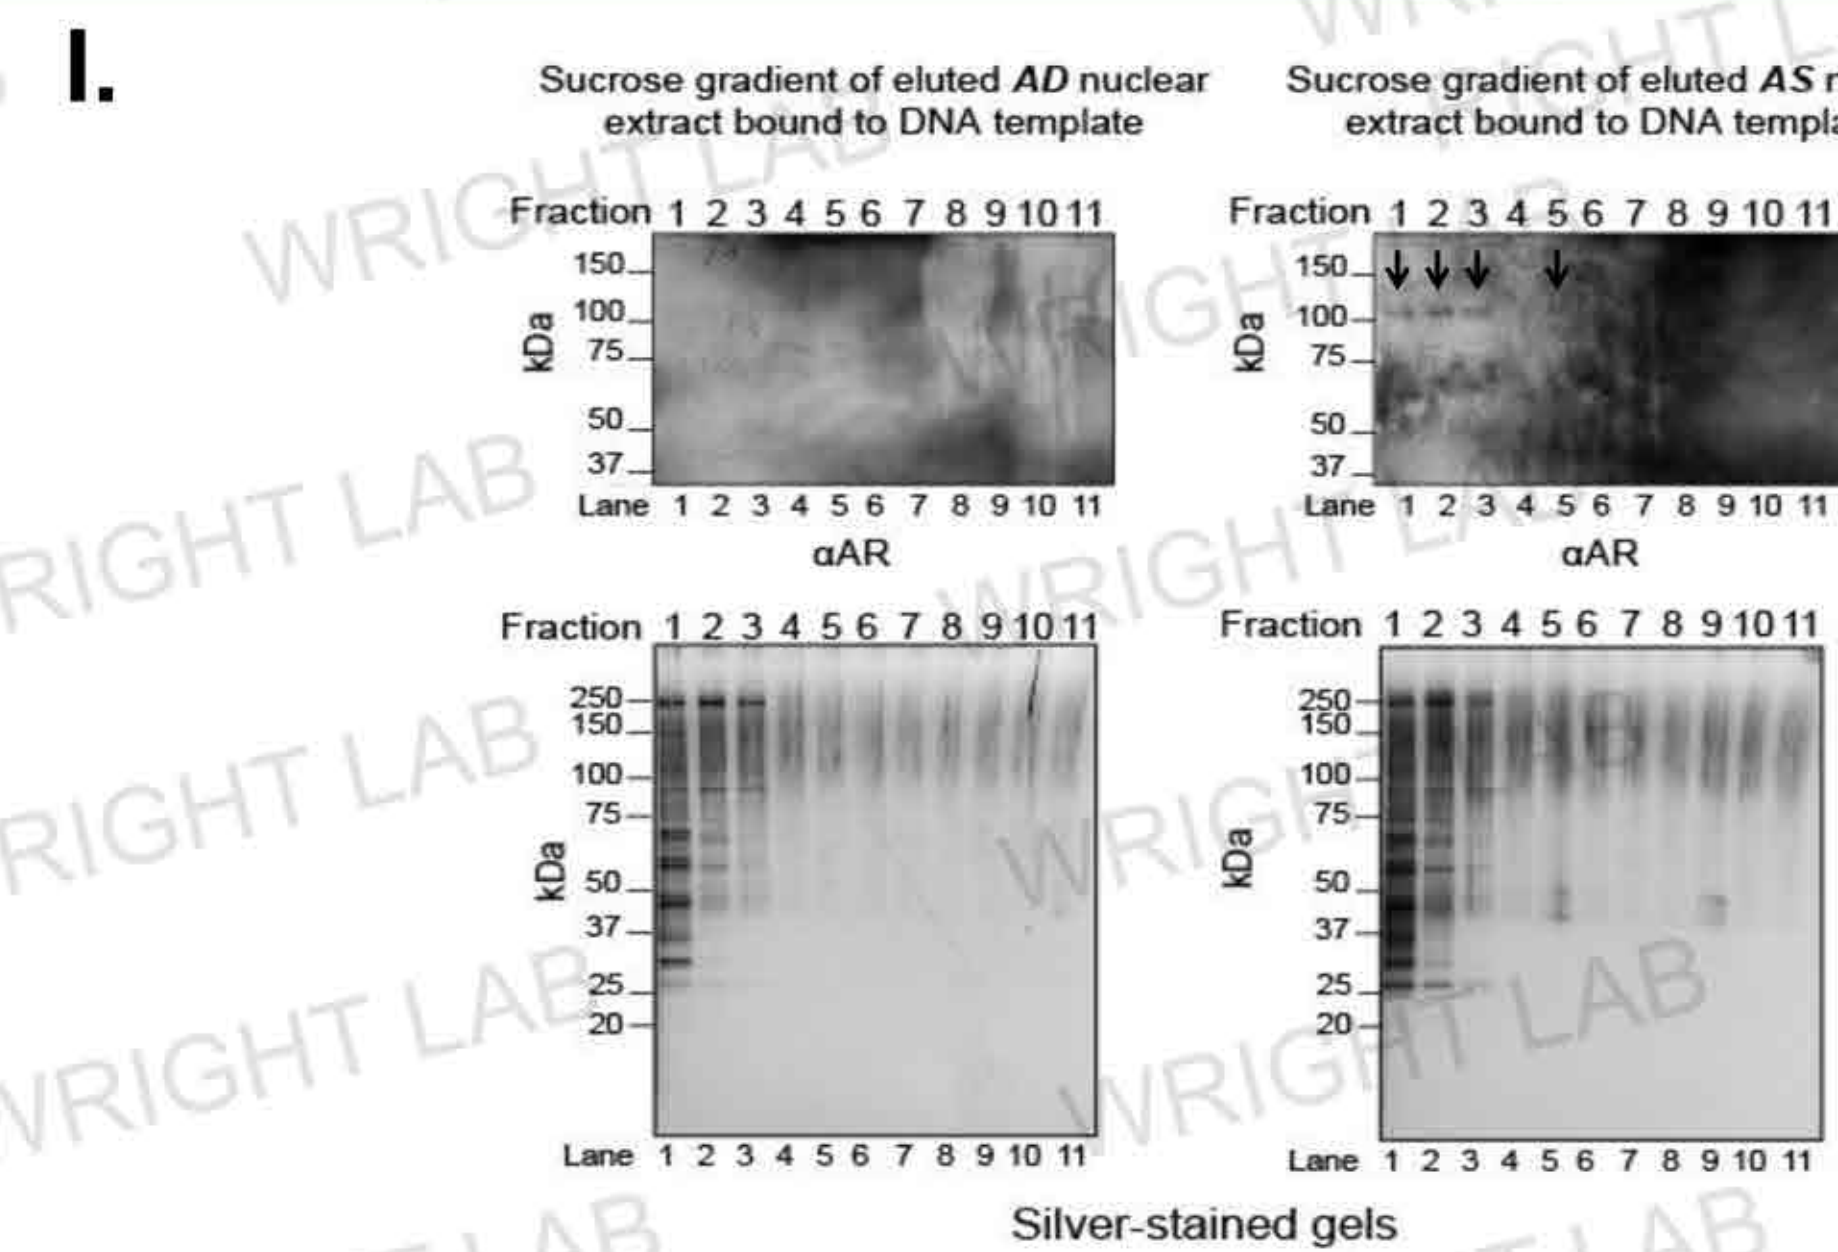 I.
Sucrose gradient of eluted AD nuclear
extract bound to DNA template
Sucrose gradient of eluted AS
extract bound to DNA
Fraction 1 2 3 4 5 6 7 8 9 10 11
150
100
75
50
37
kDa
Lane 1 2 3 4 5 6 7 8 9 10 11
αAR
Fraction 1 2 3 4 5 6 7 8 9 10 11
150
100
75
50
37
kDa
Lane 1 2 3 4 5 6 7 8 9 10 11
αAR
Fraction 1 2 3 4 5 6 7 8 9 10 11
250
150
100
75
50
37
25
20
kDa
Lane 1 2 3 4 5 6 7 8 9 10 11
Fraction 1 2 3 4 5 6 7 8 9 10 11
250
150
100
75
50
37
25
20
kDa
Lane 1 2 3 4 5 6 7 8 9 10 11
Silver-stained gels
WRIGHT LAB
WRIGHT LAB
WRIGHT LAB
WRIGHT LAB
WRIGHT LAB